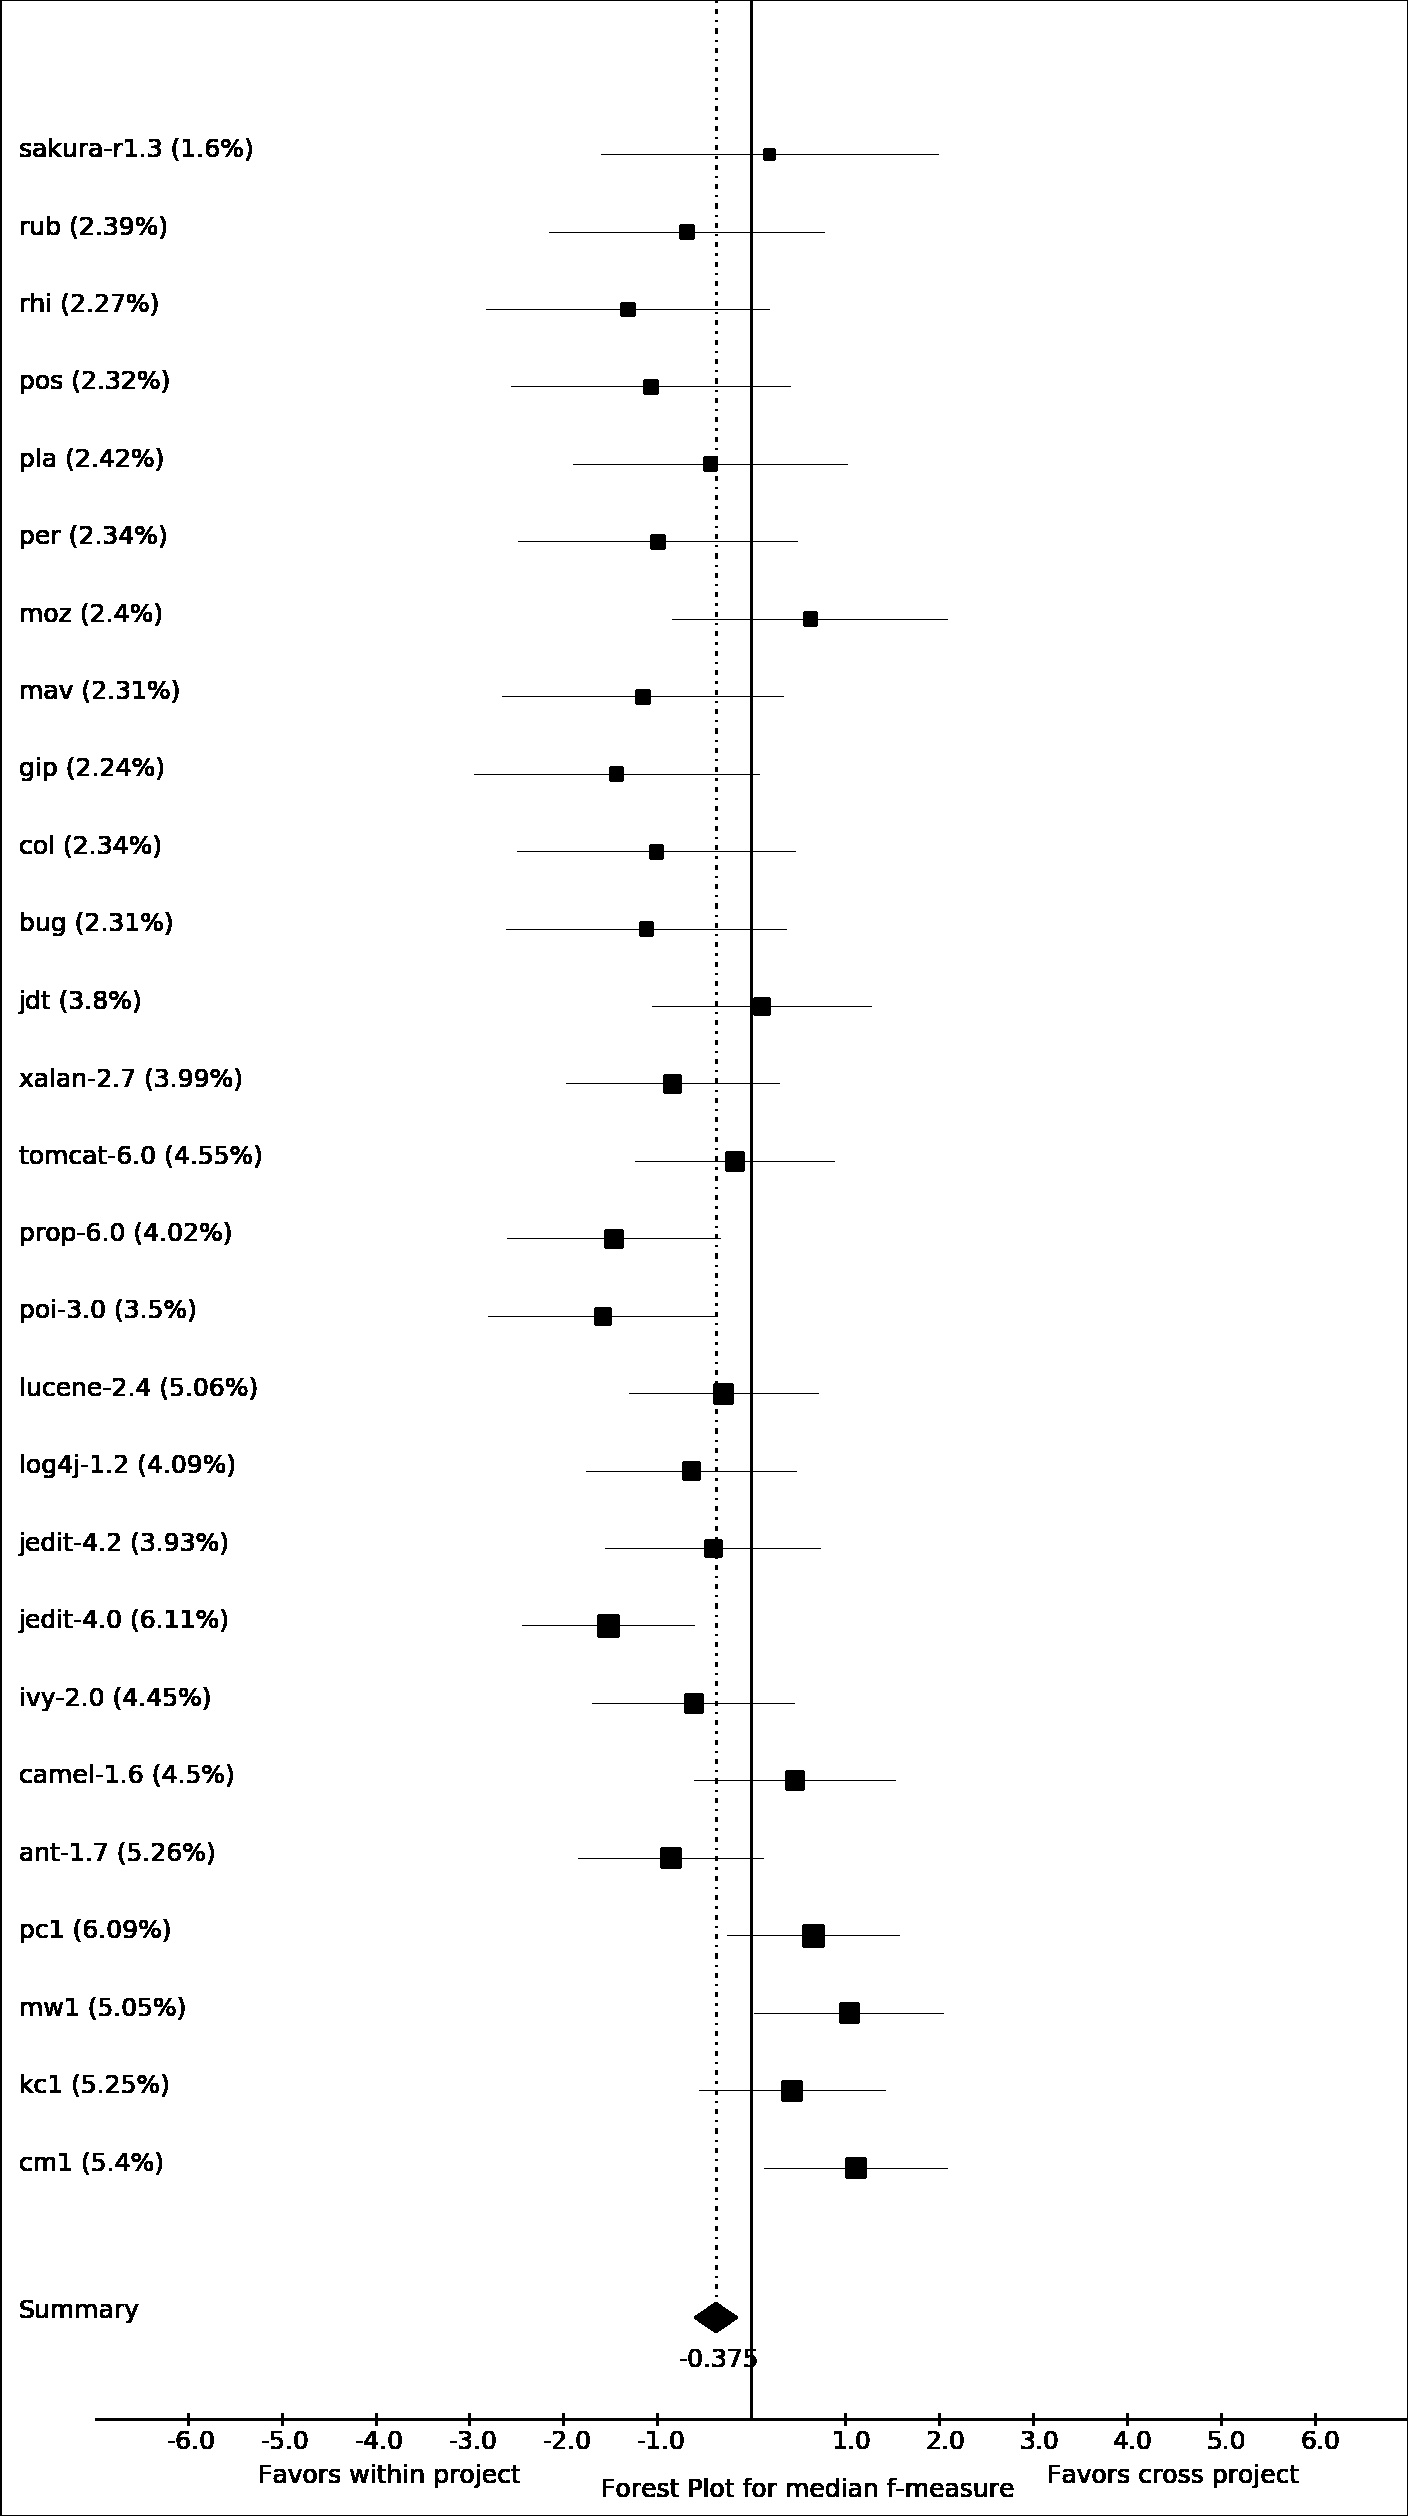 sakura-r1.3 (1.6%)
rub (2.39%)
rhi (2.27%)
pos (2.32%)
pla (2.42%)
per (2.34%)
moz (2.4%)
mav (2.31%)
gip (2.24%)
col (2.34%)
bug (2.31%)
jdt (3.8%)
xalan-2.7 (3.99%)
tomcat-6.0 (4.55%)
prop-6.0 (4.02%)
poi-3.0 (3.5%)
lucene-2.4 (5.06%)
log4j-1.2 (4.09%)
jedit-4.2 (3.93%)
jedit-4.0 (6.11%)
ivy-2.0 (4.45%)
camel-1.6 (4.5%)
ant-1.7 (5.26%)
pc1 (6.09%)
mw1 (5.05%)
kc1 (5.25%)
cm1 (5.4%)
Summary
-0.375
-6.0 -5.0 -4.0 -3.0 -2.0 -1.0 1.0 2.0 3.0 4.0 5.0 6.0
Favors within project Forest Plot for median f-measure Favors cross project